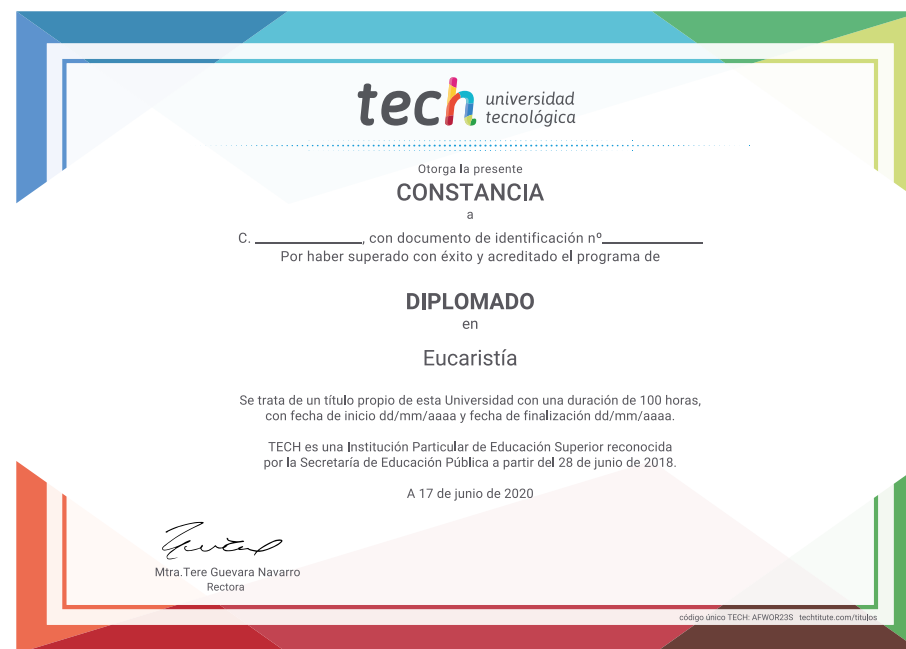 tech universidad
tecnológica
Otorga la presente
CONSTANCIA
a
C. ______________, con documento de identificación nº_____________
Por haber superado con éxito y acreditado el programa de
DIPLOMADO
en
Eucaristía
Se trata de un título propio de esta Universidad con una duración de 100 horas,
con fecha de inicio dd/mm/aaaa y fecha de finalización dd/mm/aaaa.
TECH es una Institución Particular de Educación Superior reconocida
por la Secretaría de Educación Pública a partir del 28 de junio de 2018.
A 17 de junio de 2020
Mtra.Tere Guevara Navarro
Rectora
código único TECH: AFWOR23S techtitute.com/titulos